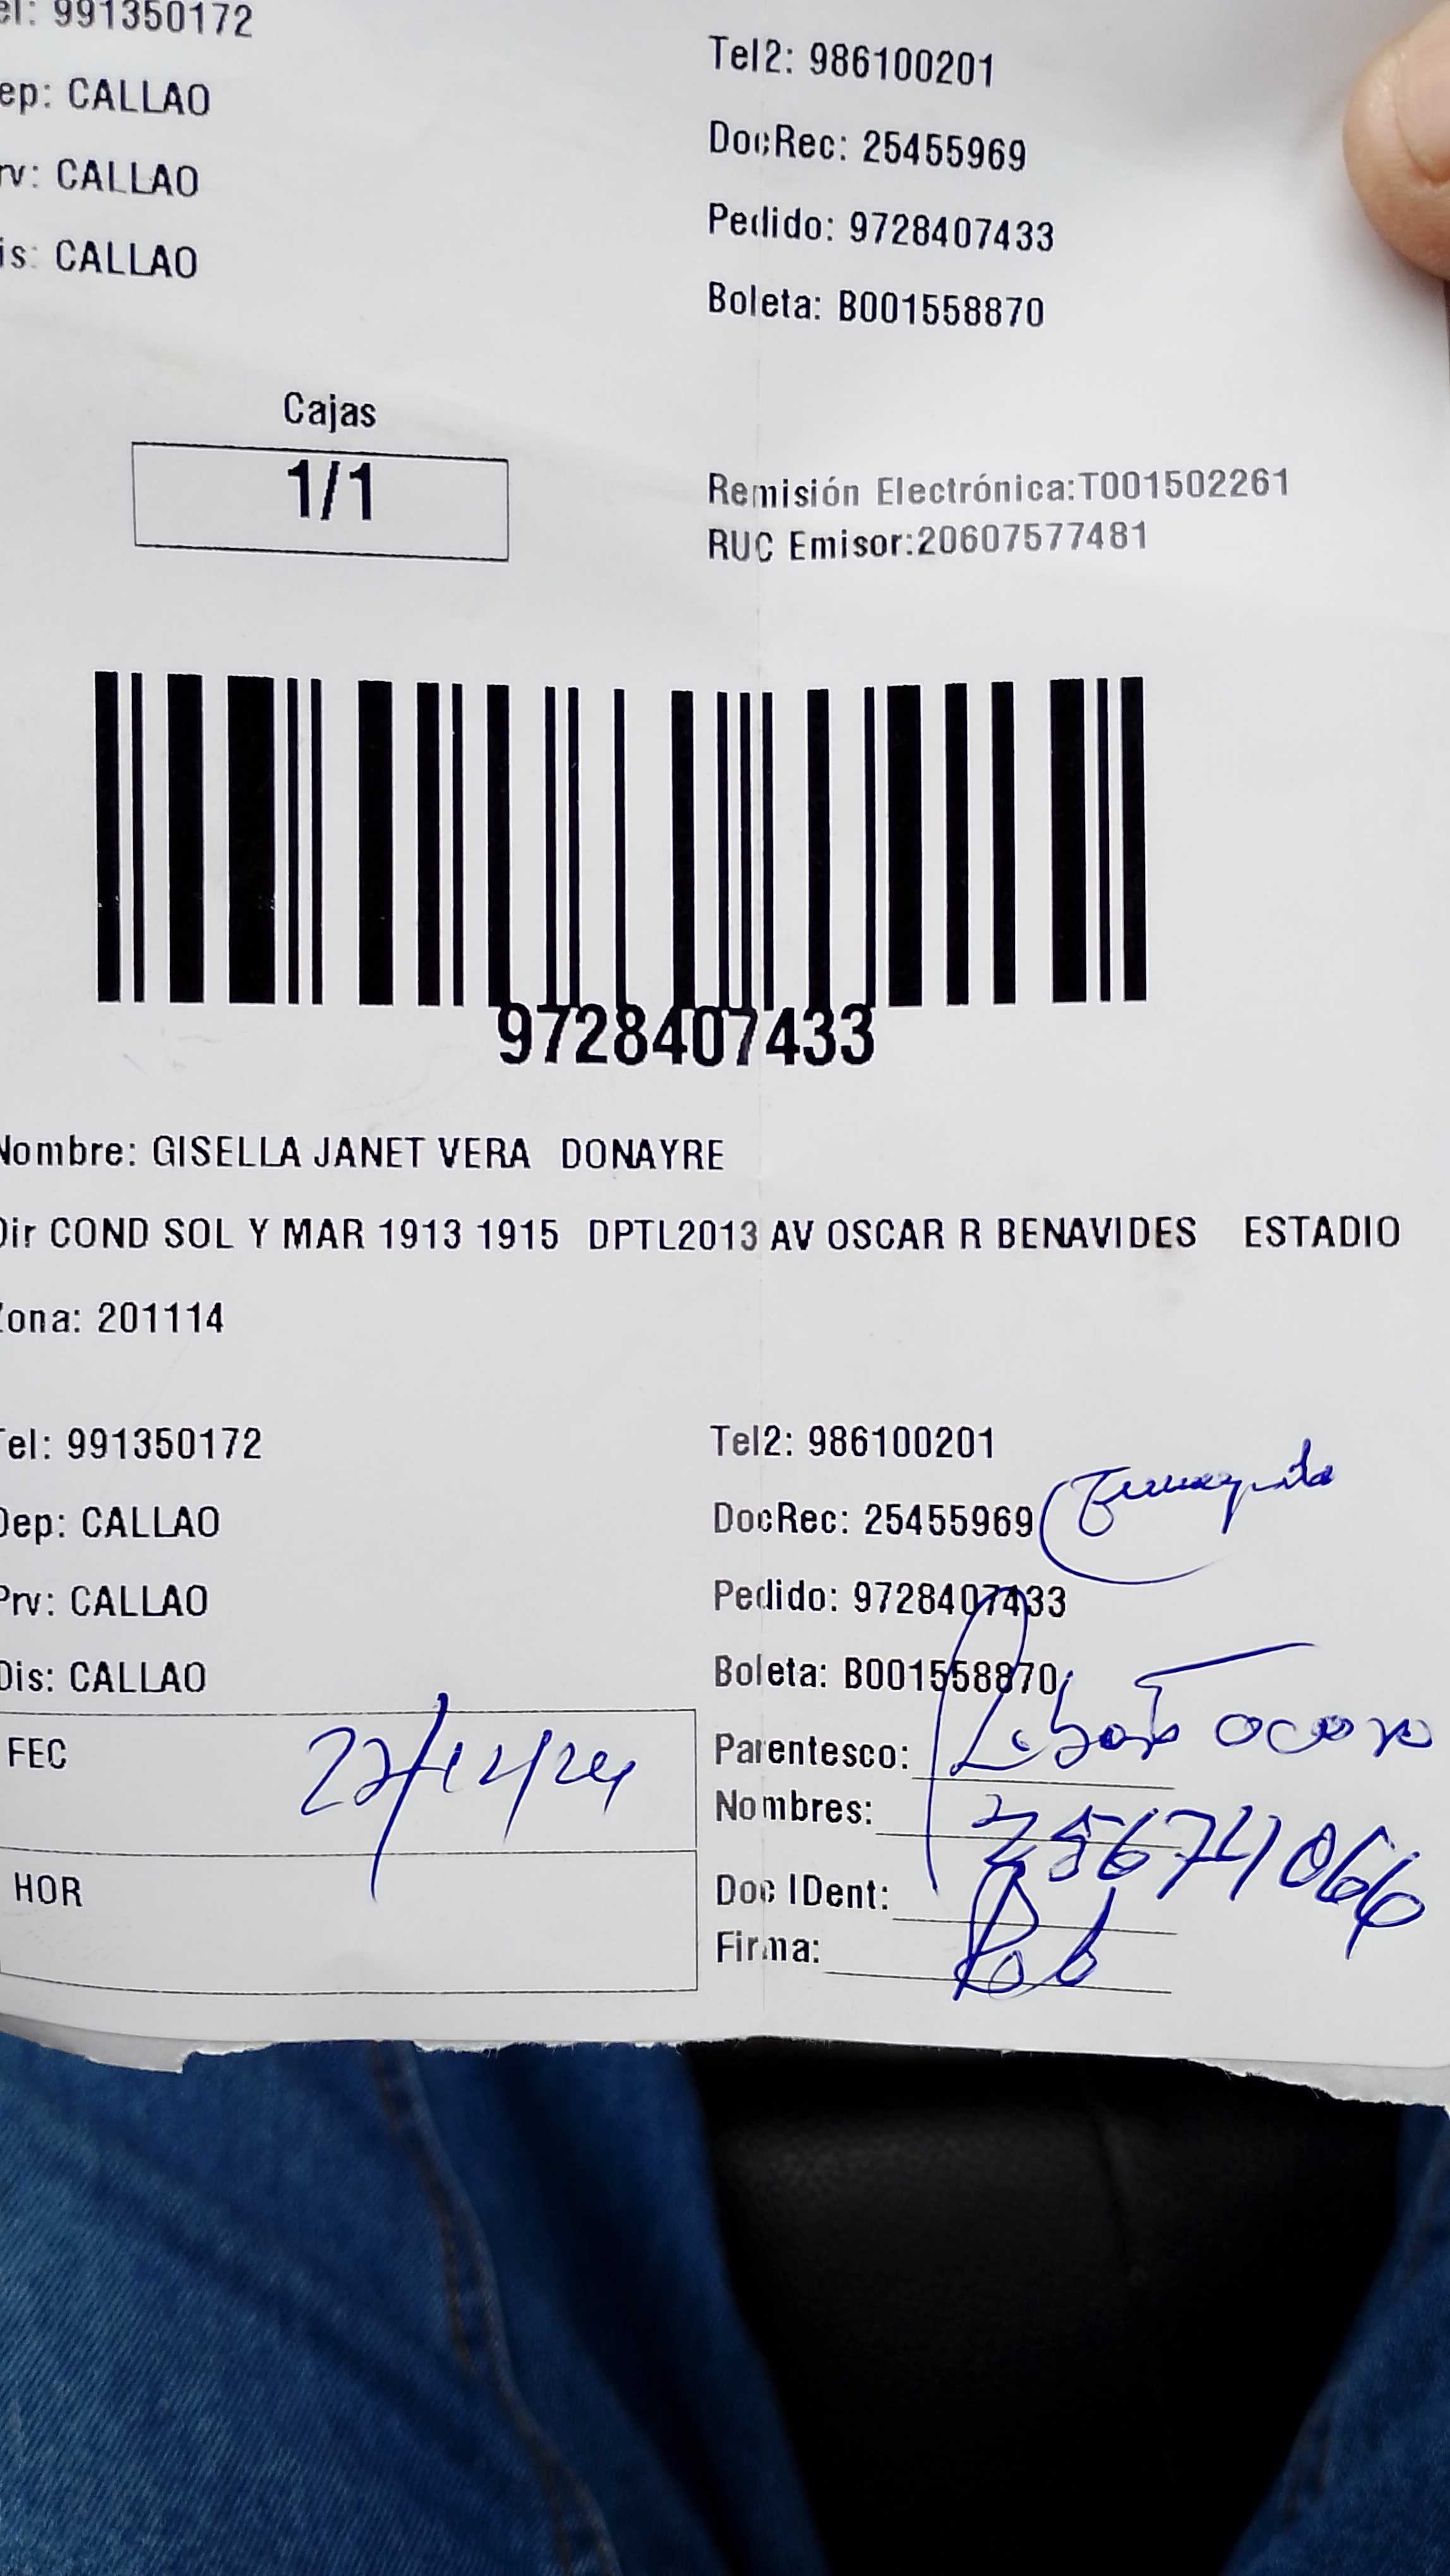 el: 991350172
Tel2: 986100201
ep: CALLAO
DocRec: 25455969
rv: CALLAO
Pedido: 9728407433
is: CALLAO
Boleta: B001558870
Cajas
1/1
Remisión Electrónica:T001502261
RUC Emisor:20607577481
9728407433
Nombre: GISELLA JANET VERA DONAYRE
Dir COND SOL Y MAR 1913 1915 DPTL2013 AV OSCAR R BENAVIDES ESTADIO
Zona: 201114
Tel: 991350172
Tel2: 986100201
Dep: CALLAO
DocRec: 25455969
Prv: CALLAO
Pedido: 9728407433
Dis: CALLAO
Boleta: B001558870
FEC 22/12/24
Parentesco:
Nombres:
25674066
HOR
Doc IDent:
Firma: